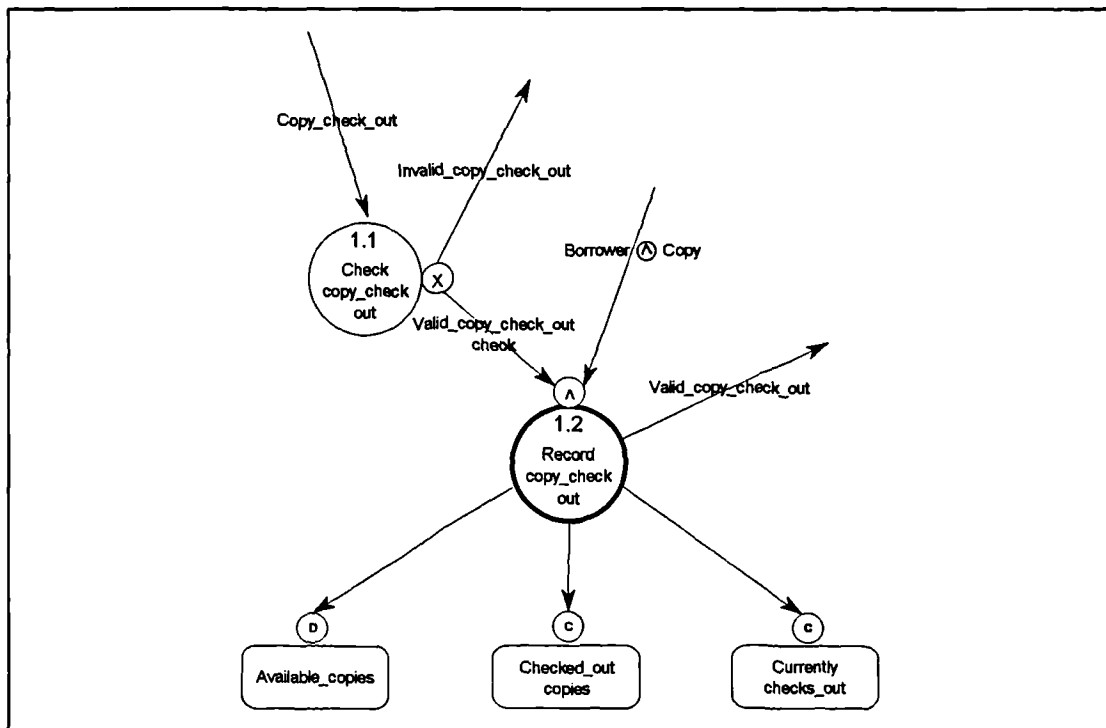 Copy_check_out
Invalid_copy_check_out
1.1
Check
copy_check
out
X
Borrower ∧ Copy
Valid_copy_check_out
check
Valid_copy_check_out
∧
1.2
Record
copy_check
out
D
C
C
Available_copies
Checked_out
copies
Currently
checks_out